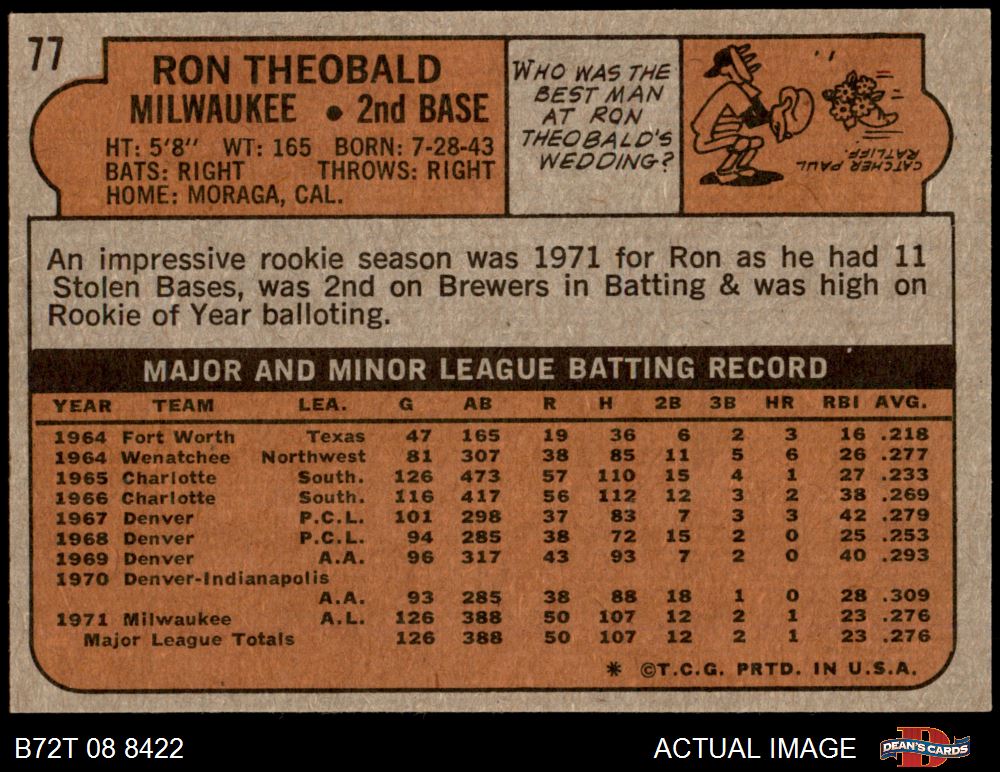 77
RON THEOBALD
MILWAUKEE • 2nd BASE
HT: 5'8" WT: 165 BORN: 7-28-43
BATS: RIGHT THROWS: RIGHT
HOME: MORAGA, CAL.
WHO WAS THE
BEST MAN
AT RON
THEOBALD'S
WEDDING?
CATCHER PAUL
RATLIFF.
An impressive rookie season was 1971 for Ron as he had 11
Stolen Bases, was 2nd on Brewers in Batting & was high on
Rookie of Year balloting.
MAJOR AND MINOR LEAGUE BATTING RECORD
YEAR TEAM LEA. G AB R H 2B 3B HR RBI AVG.
1964 Fort Worth Texas 47 165 19 36 6 2 3 16 .218
1964 Wenatchee Northwest 81 307 38 85 11 5 6 26 .277
1965 Charlotte South. 126 473 57 110 15 4 1 27 .233
1966 Charlotte South. 116 417 56 112 12 3 2 38 .269
1967 Denver P.C.L. 101 298 37 83 7 3 3 42 .279
1968 Denver P.C.L. 94 285 38 72 15 2 0 25 .253
1969 Denver A.A. 96 317 43 93 7 2 0 40 .293
1970 Denver-Indianapolis
A.A. 93 285 38 88 18 1 0 28 .309
1971 Milwaukee A.L. 126 388 50 107 12 2 1 23 .276
Major League Totals 126 388 50 107 12 2 1 23 .276
* ©T.C.G. PRTD. IN U.S.A.
B72T 08 8422
ACTUAL IMAGE
DEAN'S CARDS